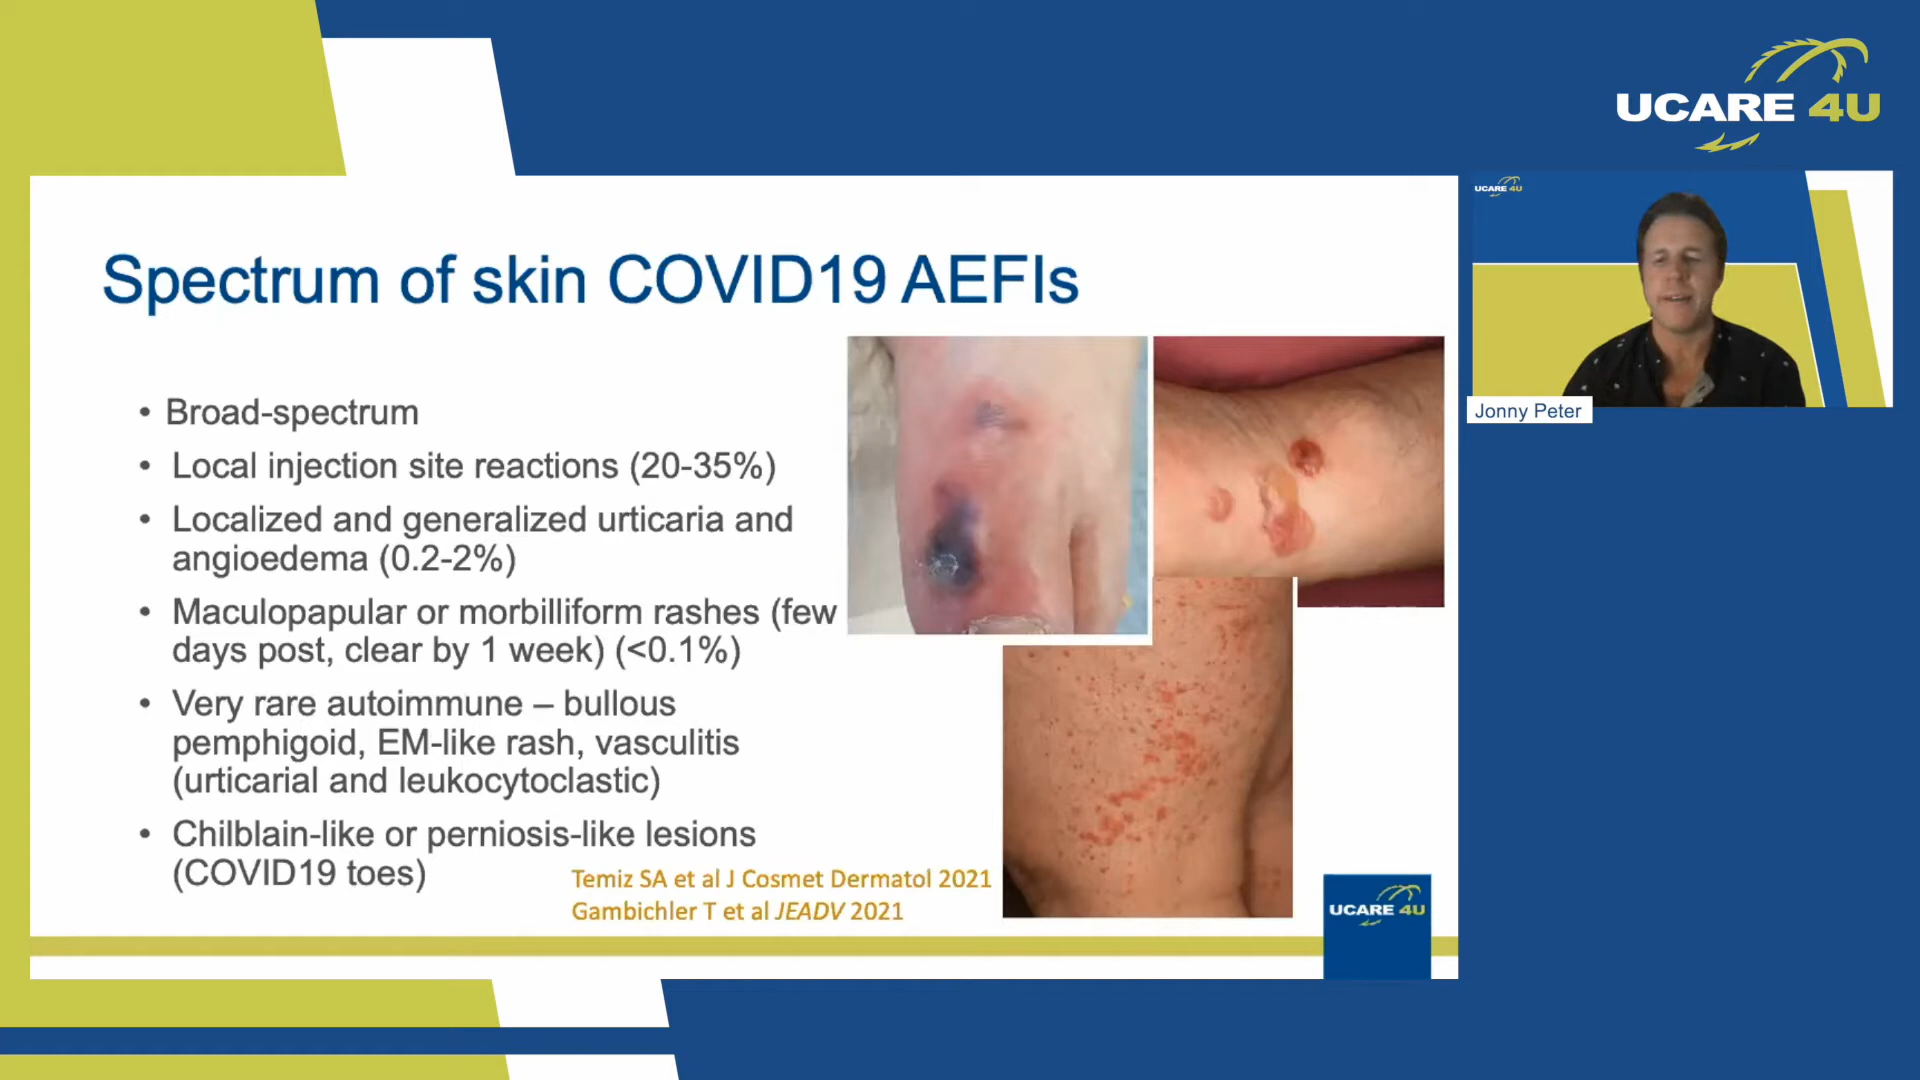 UCARE 4U
UCARE 4U
Jonny Peter
Spectrum of skin COVID19 AEFIs
• Broad-spectrum
• Local injection site reactions (20-35%)
• Localized and generalized urticaria and
angioedema (0.2-2%)
• Maculopapular or morbilliform rashes (few
days post, clear by 1 week) (<0.1%)
• Very rare autoimmune – bullous
pemphigoid, EM-like rash, vasculitis
(urticarial and leukocytoclastic)
• Chilblain-like or perniosis-like lesions
(COVID19 toes)
Temiz SA et al J Cosmet Dermatol 2021
Gambichler T et al JEADV 2021
UCARE 4U